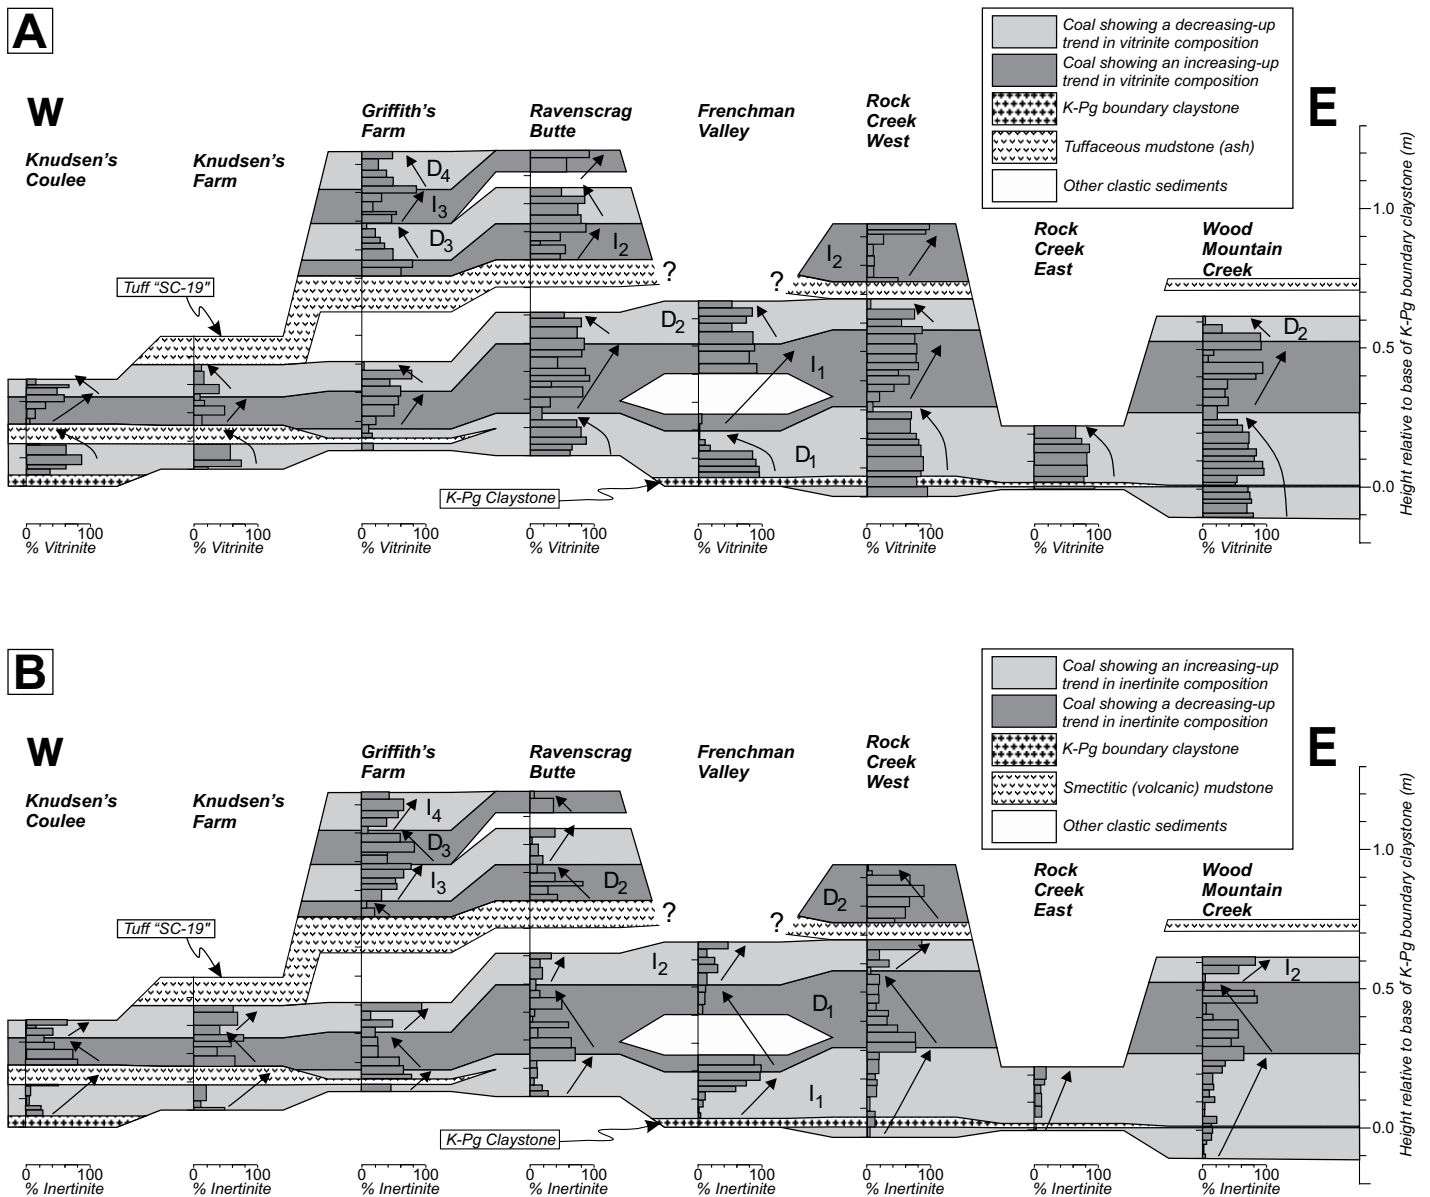 A
Coal showing a decreasing-up
trend in vitrinite composition
Coal showing an increasing-up
trend in vitrinite composition
K-Pg boundary claystone
Tuffaceous mudstone (ash)
Other clastic sediments
W
E
Knudsen's
Coulee
Knudsen's
Farm
Griffith's
Farm
Ravenscrag
Butte
Frenchman
Valley
Rock
Creek
West
Rock
Creek
East
Wood
Mountain
Creek
Tuff "SC-19"
D4
I3
D3
I2
?
?
I2
D2
I1
D1
D2
K-Pg Claystone
1.0
0.5
0.0
Height relative to base of K-Pg boundary claystone (m)
0 100
% Vitrinite
0 100
% Vitrinite
0 100
% Vitrinite
0 100
% Vitrinite
0 100
% Vitrinite
0 100
% Vitrinite
0 100
% Vitrinite
0 100
% Vitrinite
B
Coal showing an increasing-up
trend in inertinite composition
Coal showing a decreasing-up
trend in inertinite composition
K-Pg boundary claystone
Smectitic (volcanic) mudstone
Other clastic sediments
W
E
Knudsen's
Coulee
Knudsen's
Farm
Griffith's
Farm
Ravenscrag
Butte
Frenchman
Valley
Rock
Creek
West
Rock
Creek
East
Wood
Mountain
Creek
Tuff "SC-19"
I4
D3
I3
D2
?
?
D2
I2
D1
I1
I2
K-Pg Claystone
1.0
0.5
0.0
Height relative to base of K-Pg boundary claystone (m)
0 100
% Inertinite
0 100
% Inertinite
0 100
% Inertinite
0 100
% Inertinite
0 100
% Inertinite
0 100
% Inertinite
0 100
% Inertinite
0 100
% Inertinite